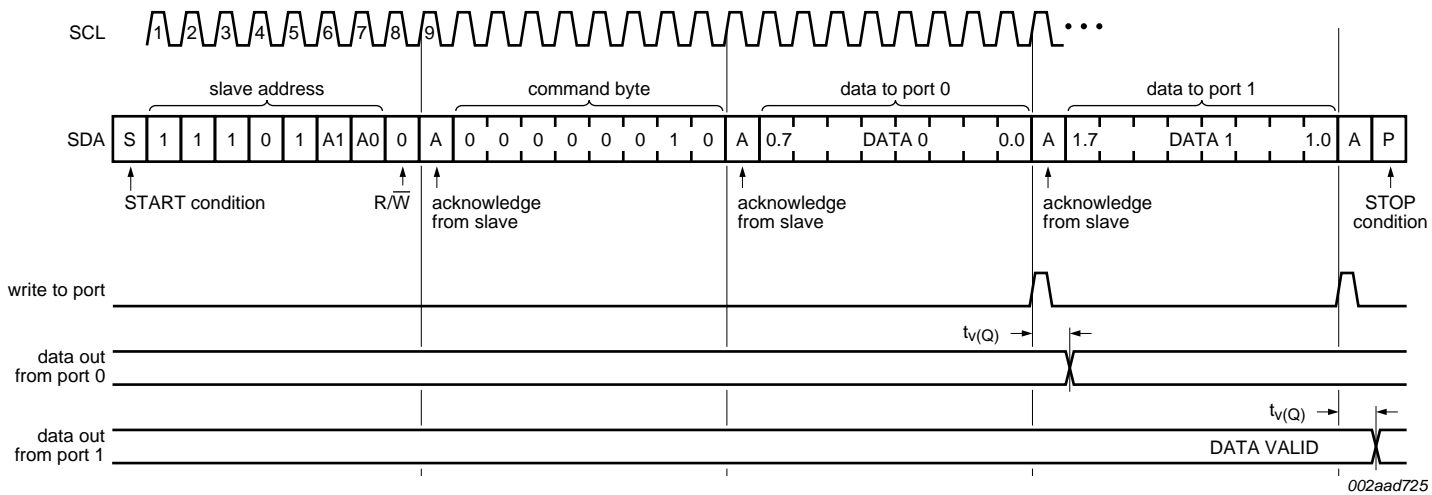 SCL 1 2 3 4 5 6 7 8 9 • • •
slave address command byte data to port 0 data to port 1
SDA S 1 1 1 0 1 A1 A0 0 A 0 0 0 0 0 0 1 0 A 0.7 DATA 0 0.0 A 1.7 DATA 1 1.0 A P
START condition R/W̅ acknowledge
from slave acknowledge
from slave acknowledge
from slave STOP
condition
write to port
tv(Q)
data out
from port 0
tv(Q)
data out
from port 1
DATA VALID
002aad725